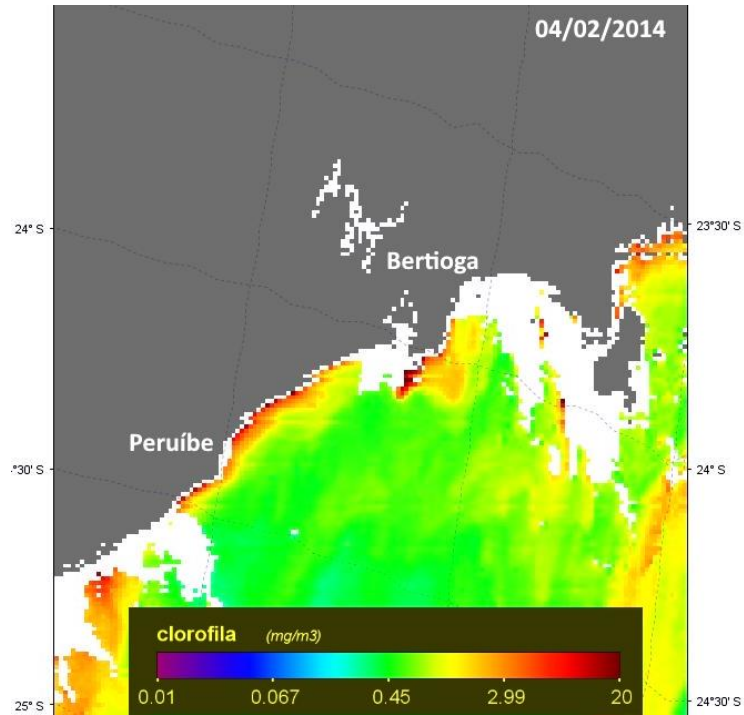 04/02/2014
24° S
23°30' S
Bertioga
Peruíbe
30' S
24° S
clorofila (mg/m3)
0.01 0.067 0.45 2.99 20
25° S
24°30' S